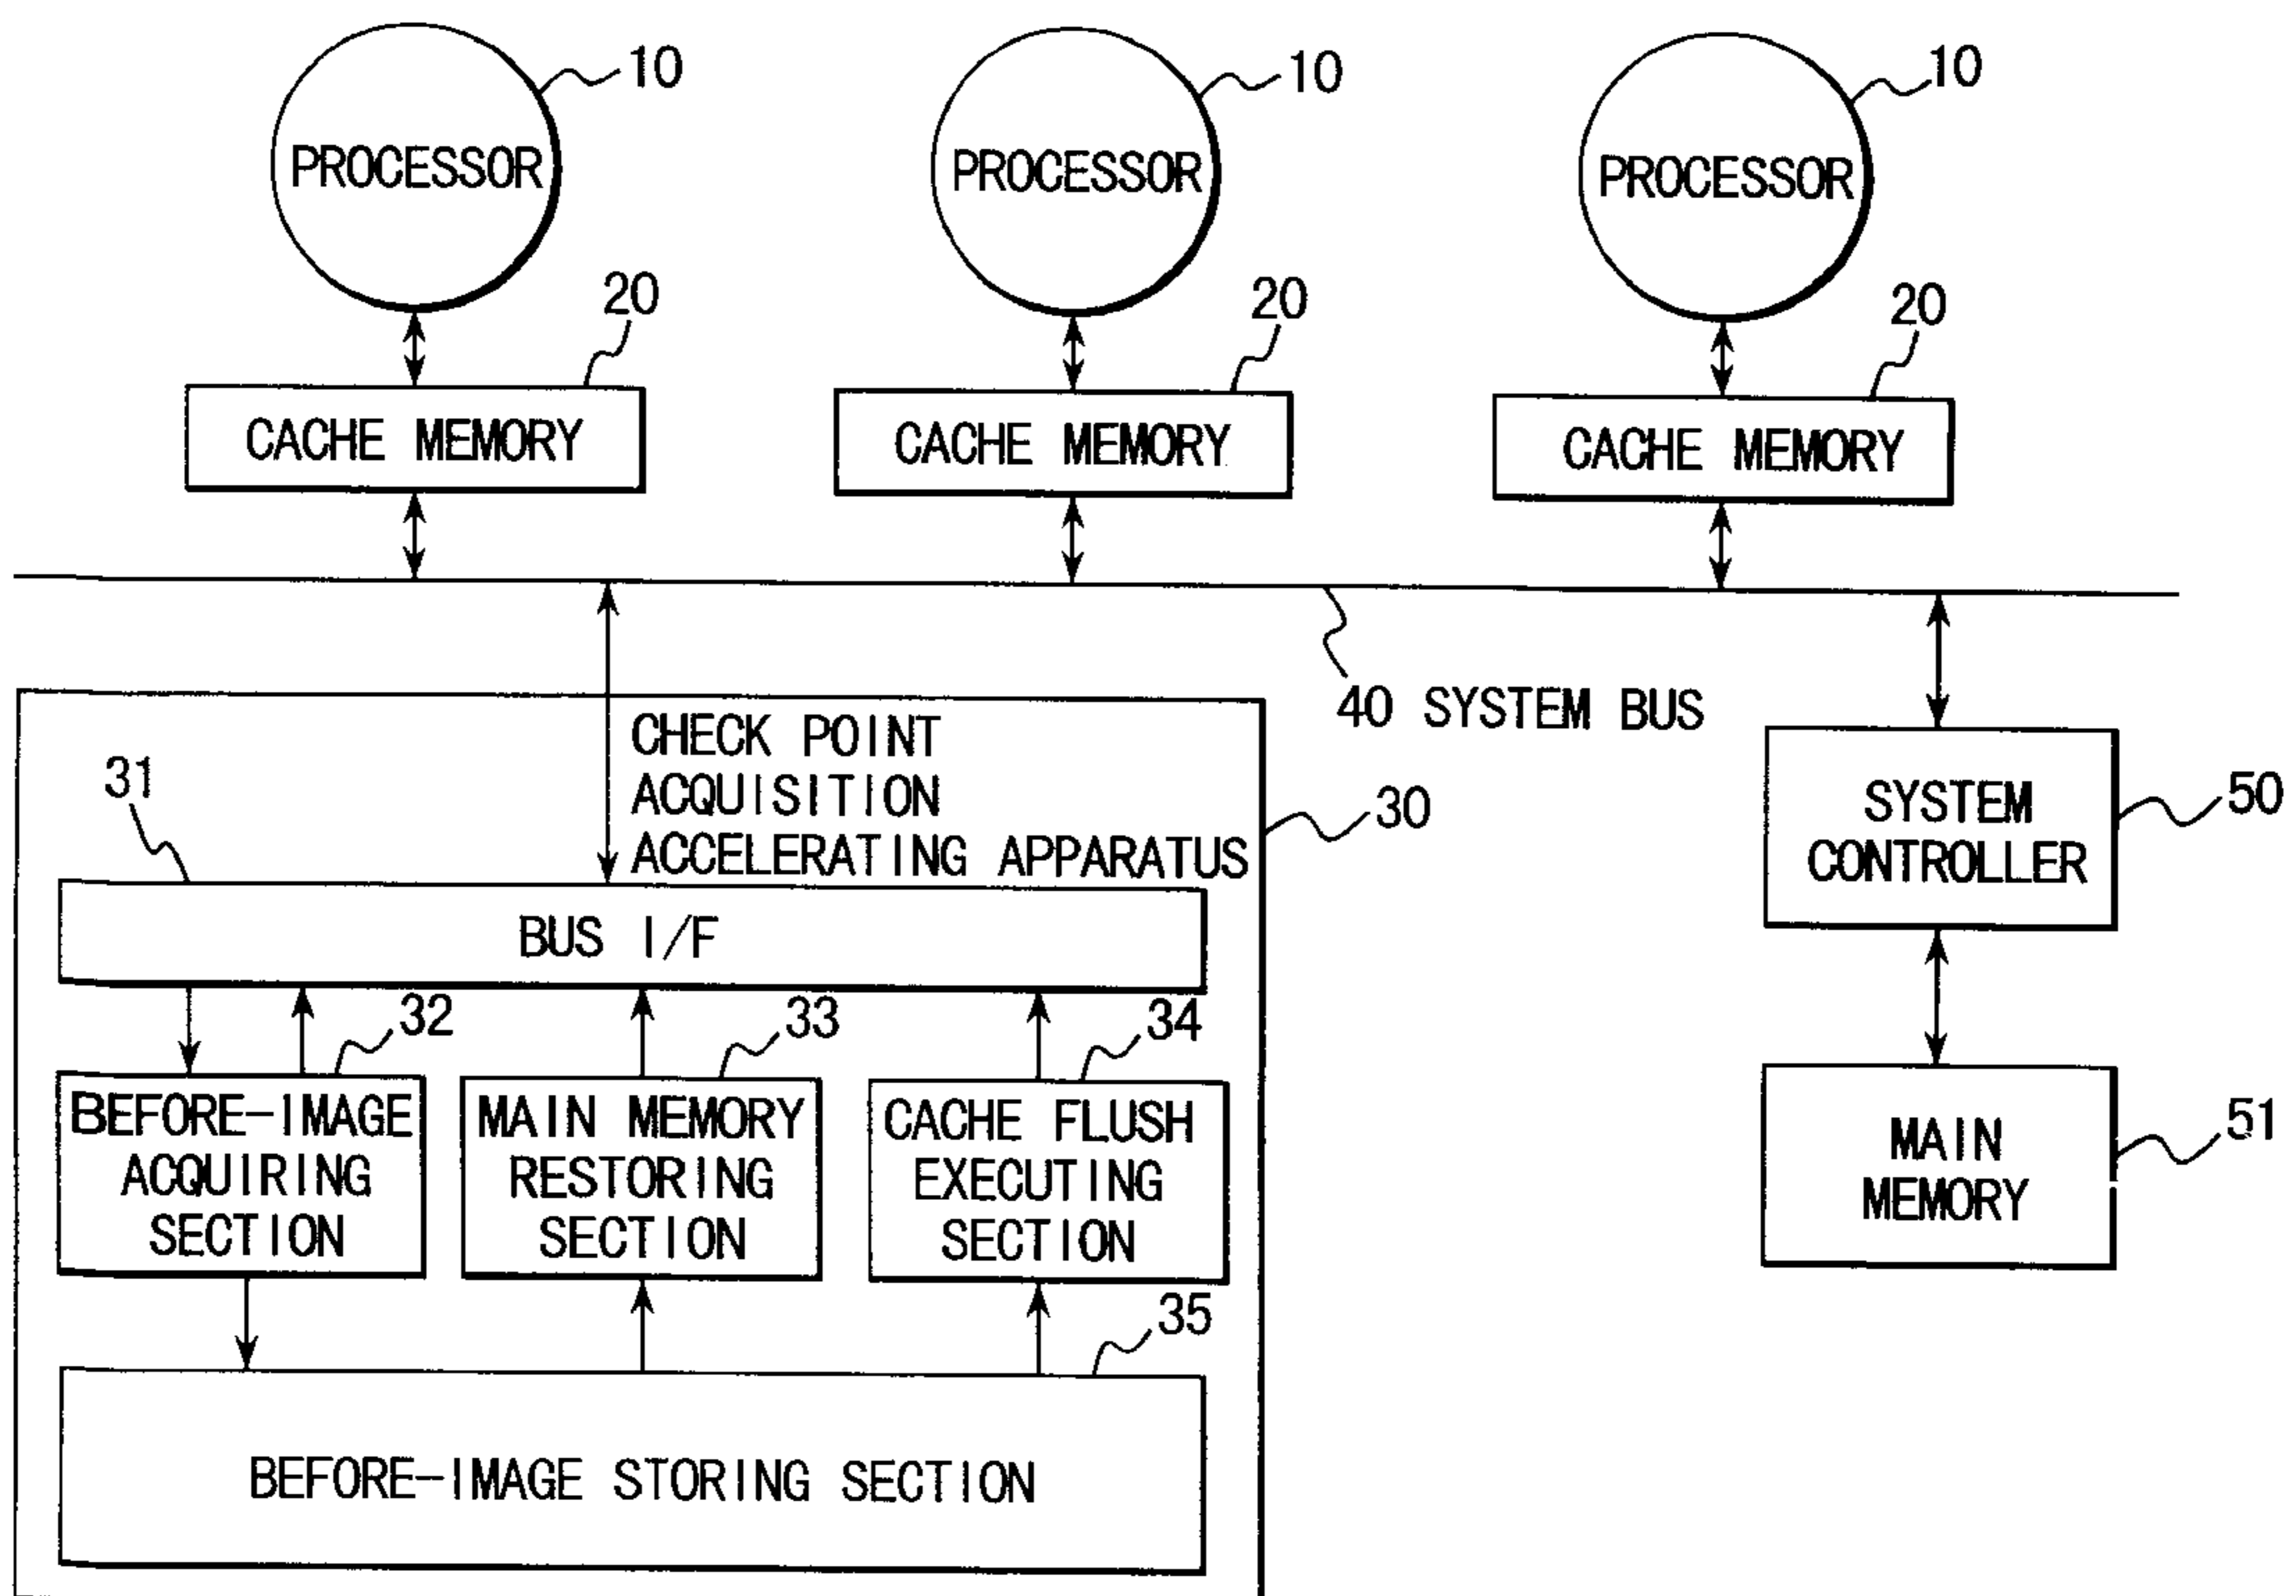 10
10
10
PROCESSOR
PROCESSOR
PROCESSOR
20
20
20
CACHE MEMORY
CACHE MEMORY
CACHE MEMORY
40 SYSTEM BUS
CHECK POINT
ACQUISITION
ACCELERATING APPARATUS
30
31
BUS I/F
SYSTEM
CONTROLLER
50
32
33
34
BEFORE-IMAGE
ACQUIRING
SECTION
MAIN MEMORY
RESTORING
SECTION
CACHE FLUSH
EXECUTING
SECTION
MAIN
MEMORY
51
35
BEFORE-IMAGE STORING SECTION